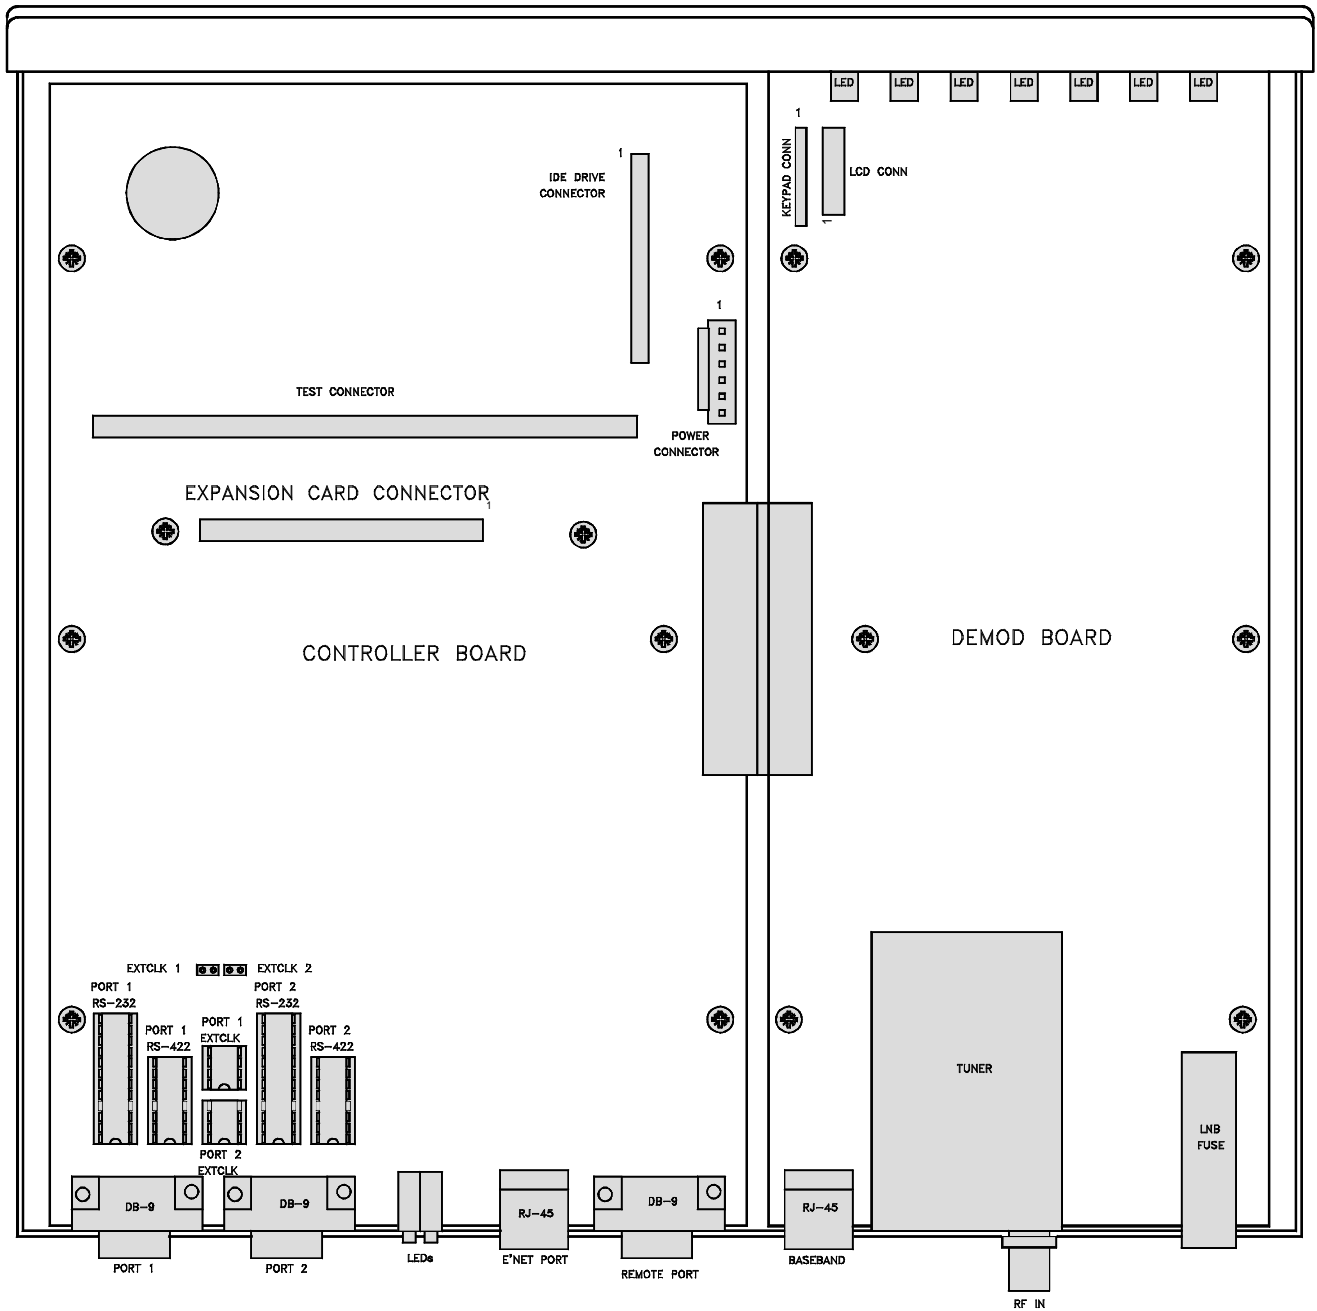 LED LED LED LED LED LED LED
1
KEYPAD CONN
LCD CONN
1
1
IDE DRIVE
CONNECTOR
1
TEST CONNECTOR
POWER
CONNECTOR
EXPANSION CARD CONNECTOR
1
CONTROLLER BOARD
DEMOD BOARD
EXTCLK 1
EXTCLK 2
PORT 1
RS-232
PORT 1
RS-422
PORT 1
EXTCLK
PORT 2
RS-232
PORT 2
RS-422
PORT 2
EXTCLK
TUNER
LNB
FUSE
DB-9
DB-9
RJ-45
DB-9
RJ-45
PORT 1
PORT 2
LEDs
E'NET PORT
REMOTE PORT
BASEBAND
RF IN